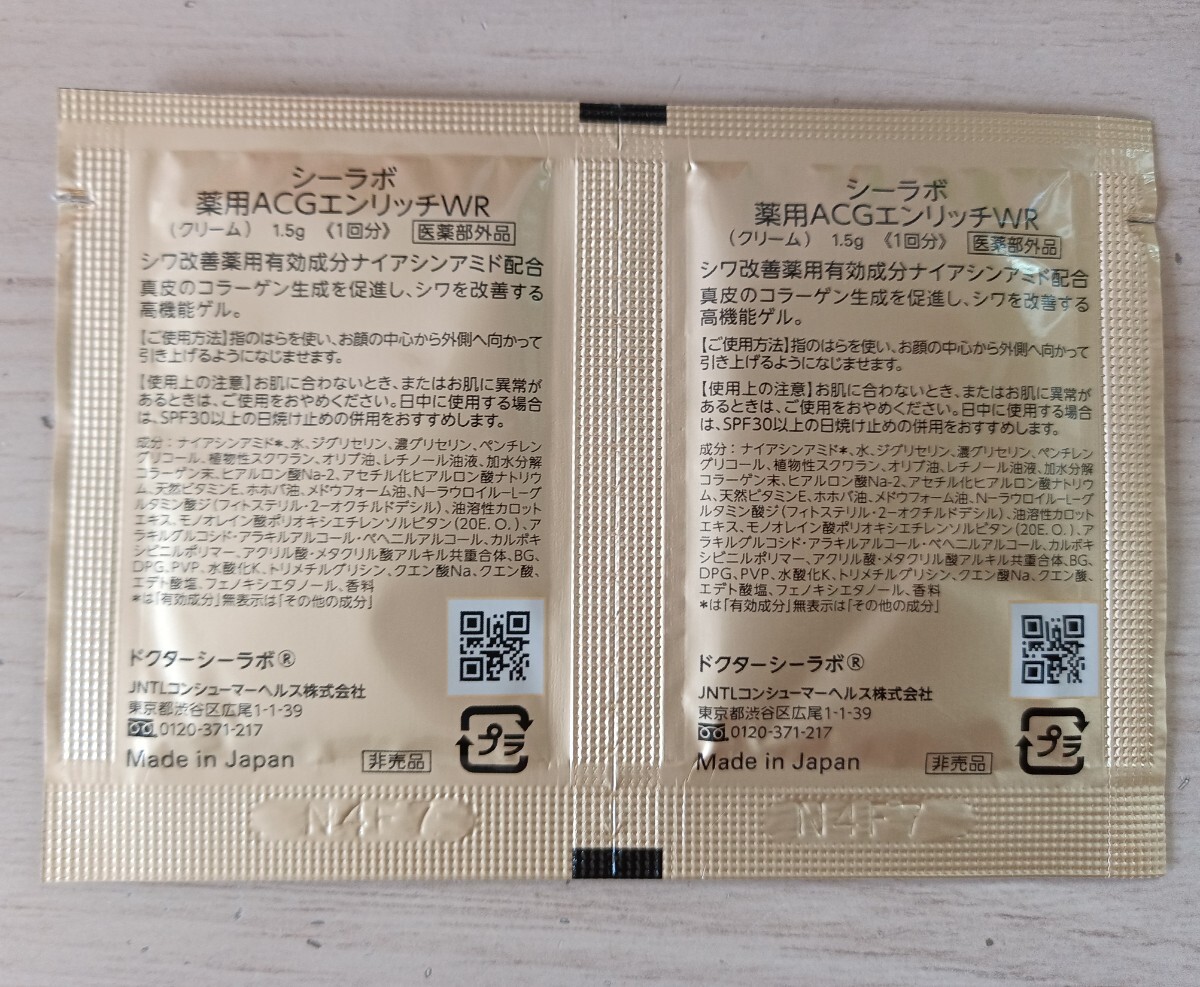 シーラボ
薬用ACGエンリッチWR
(クリーム) 1.5g 《1回分》 医薬部外品
シワ改善薬用有効成分ナイアシンアミド配合
真皮のコラーゲン生成を促進し、シワを改善する
高機能ゲル。
【ご使用方法】指のはらを使い、お顔の中心から外側へ向かって
引き上げるようになじませます。
【使用上の注意】お肌に合わないとき、またはお肌に異常が
あるときは、ご使用をおやめください。日中に使用する場合
は、SPF30以上の日焼け止めの併用をおすすめします。
成分：ナイアシンアミド*、水、ジグリセリン、濃グリセリン、ペンチレン
グリコール、植物性スクワラン、オリブ油、レチノール油液、加水分解
コラーゲン末、ヒアルロン酸Na-2、アセチル化ヒアルロン酸ナトリウ
ム、天然ビタミンE、ホホバ油、メドウフォーム油、N-ラウロイル-L-グ
ルタミン酸ジ(フィトステリル・2-オクチルドデシル)、油溶性カロット
エキス、モノオレイン酸ポリオキシエチレンソルビタン(20E.O.)、ア
ラキルグルコシド・アラキルアルコール・ベヘニルアルコール、カルボキ
シビニルポリマー、アクリル酸・メタクリル酸アルキル共重合体、BG、
DPG、PVP、水酸化K、トリメチルグリシン、クエン酸Na、クエン酸、
エデト酸塩、フェノキシエタノール、香料
*は「有効成分」無表示は「その他の成分」
ドクターシーラボ®
JNTLコンシューマーヘルス株式会社
東京都渋谷区広尾1-1-39
0120-371-217
Made in Japan 非売品 プラ
N4F7
シーラボ
薬用ACGエンリッチWR
(クリーム) 1.5g 《1回分》 医薬部外品
シワ改善薬用有効成分ナイアシンアミド配合
真皮のコラーゲン生成を促進し、シワを改善する
高機能ゲル。
【ご使用方法】指のはらを使い、お顔の中心から外側へ向かって
引き上げるようになじませます。
【使用上の注意】お肌に合わないとき、またはお肌に異常が
あるときは、ご使用をおやめください。日中に使用する場合
は、SPF30以上の日焼け止めの併用をおすすめします。
成分：ナイアシンアミド*、水、ジグリセリン、濃グリセリン、ペンチレン
グリコール、植物性スクワラン、オリブ油、レチノール油液、加水分解
コラーゲン末、ヒアルロン酸Na-2、アセチル化ヒアルロン酸ナトリウ
ム、天然ビタミンE、ホホバ油、メドウフォーム油、N-ラウロイル-L-グ
ルタミン酸ジ(フィトステリル・2-オクチルドデシル)、油溶性カロット
エキス、モノオレイン酸ポリオキシエチレンソルビタン(20E.O.)、ア
ラキルグルコシド・アラキルアルコール・ベヘニルアルコール、カルボキ
シビニルポリマー、アクリル酸・メタクリル酸アルキル共重合体、BG、
DPG、PVP、水酸化K、トリメチルグリシン、クエン酸Na、クエン酸、
エデト酸塩、フェノキシエタノール、香料
*は「有効成分」無表示は「その他の成分」
ドクターシーラボ®
JNTLコンシューマーヘルス株式会社
東京都渋谷区広尾1-1-39
0120-371-217
Made in Japan 非売品 プラ
N4F7